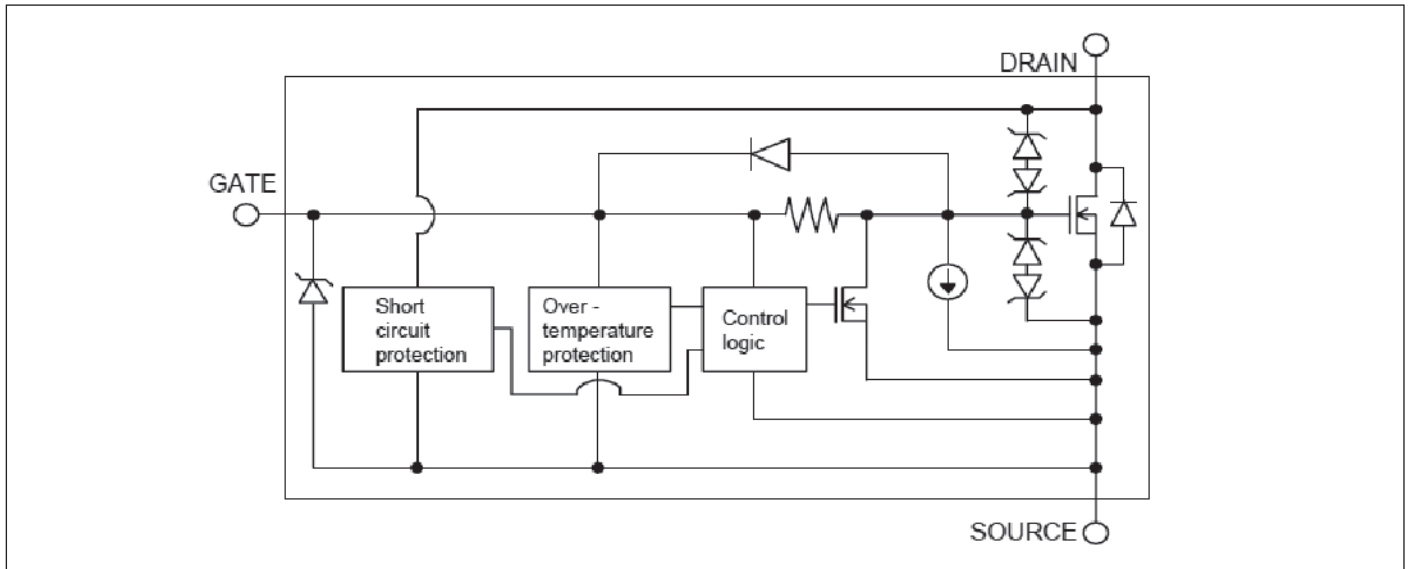 DRAIN
GATE
Short
circuit
protection
Over -
temperature
protection
Control
logic
SOURCE